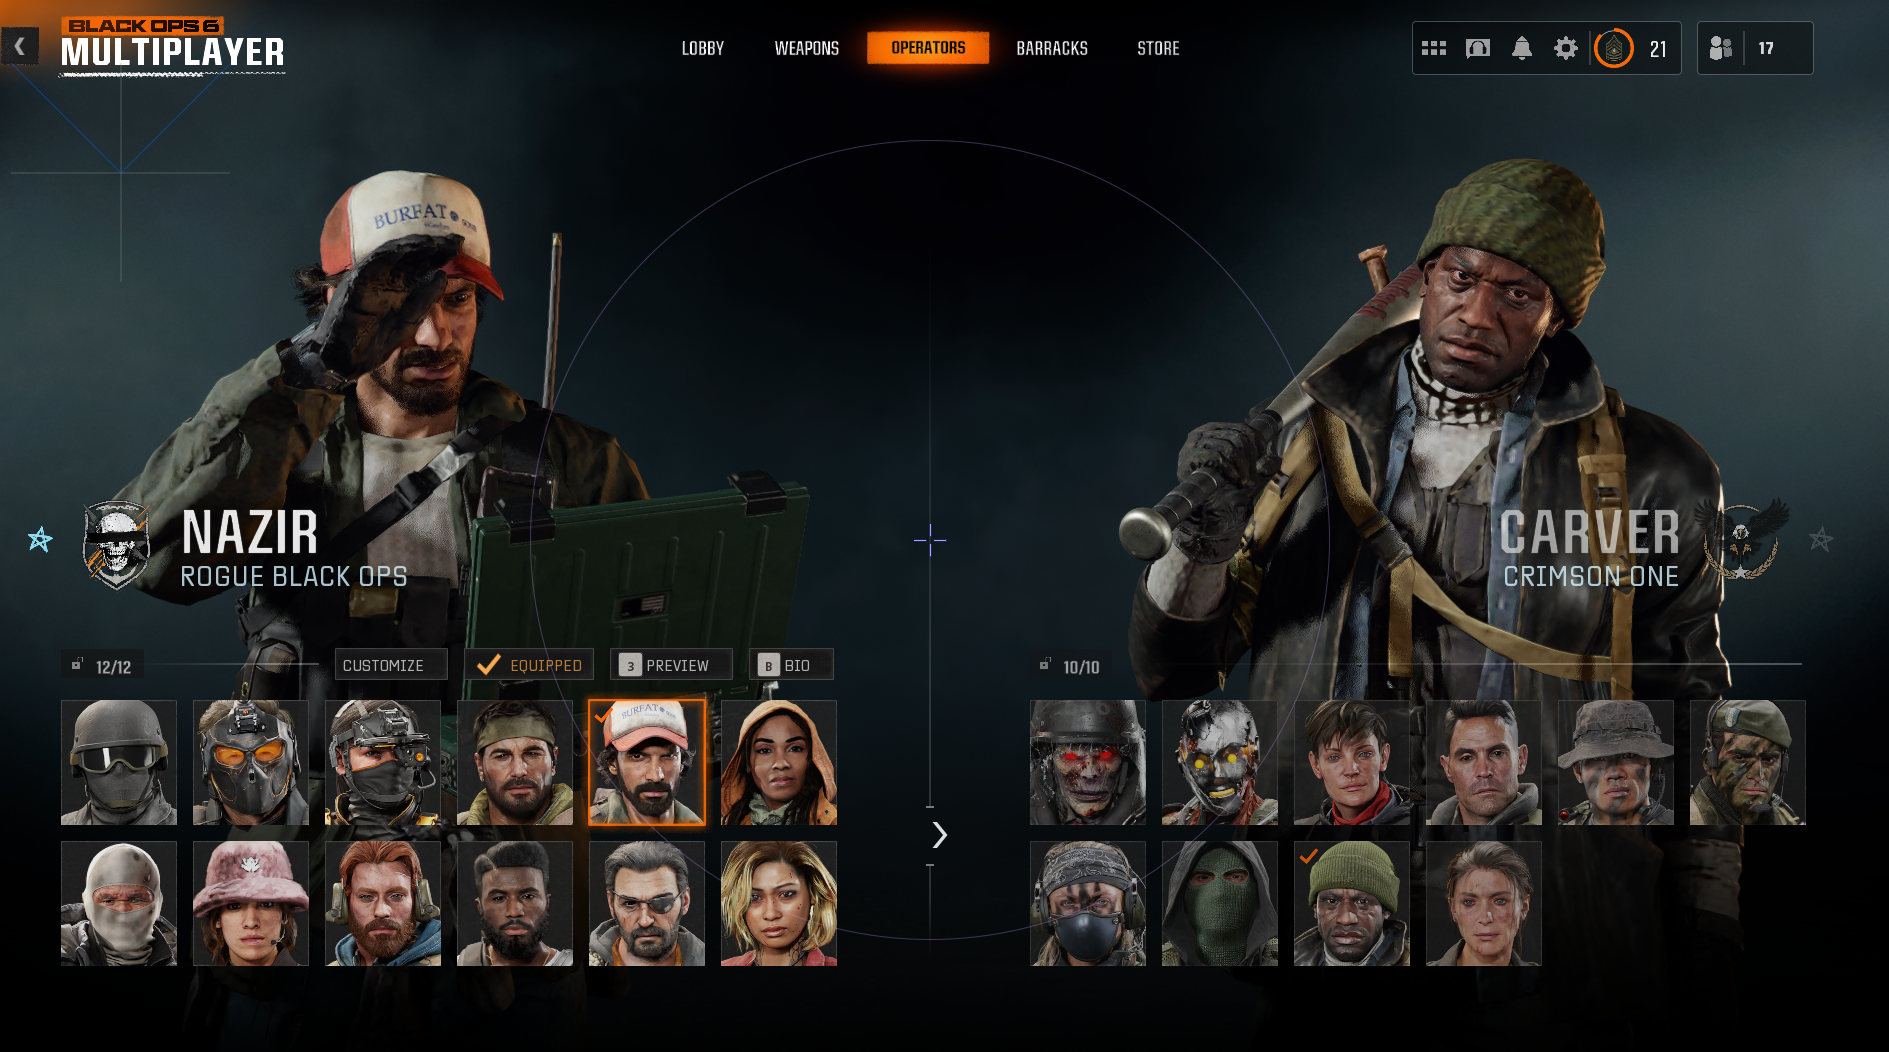 BLACK OPS 6
MULTIPLAYER
LOBBY
WEAPONS
OPERATORS
BARRACKS
STORE
21
17
BURFAT
NAZIR
ROGUE BLACK OPS
CARVER
CRIMSON ONE
12/12
CUSTOMIZE
EQUIPPED
3 PREVIEW
B BIO
10/10
BURFAT